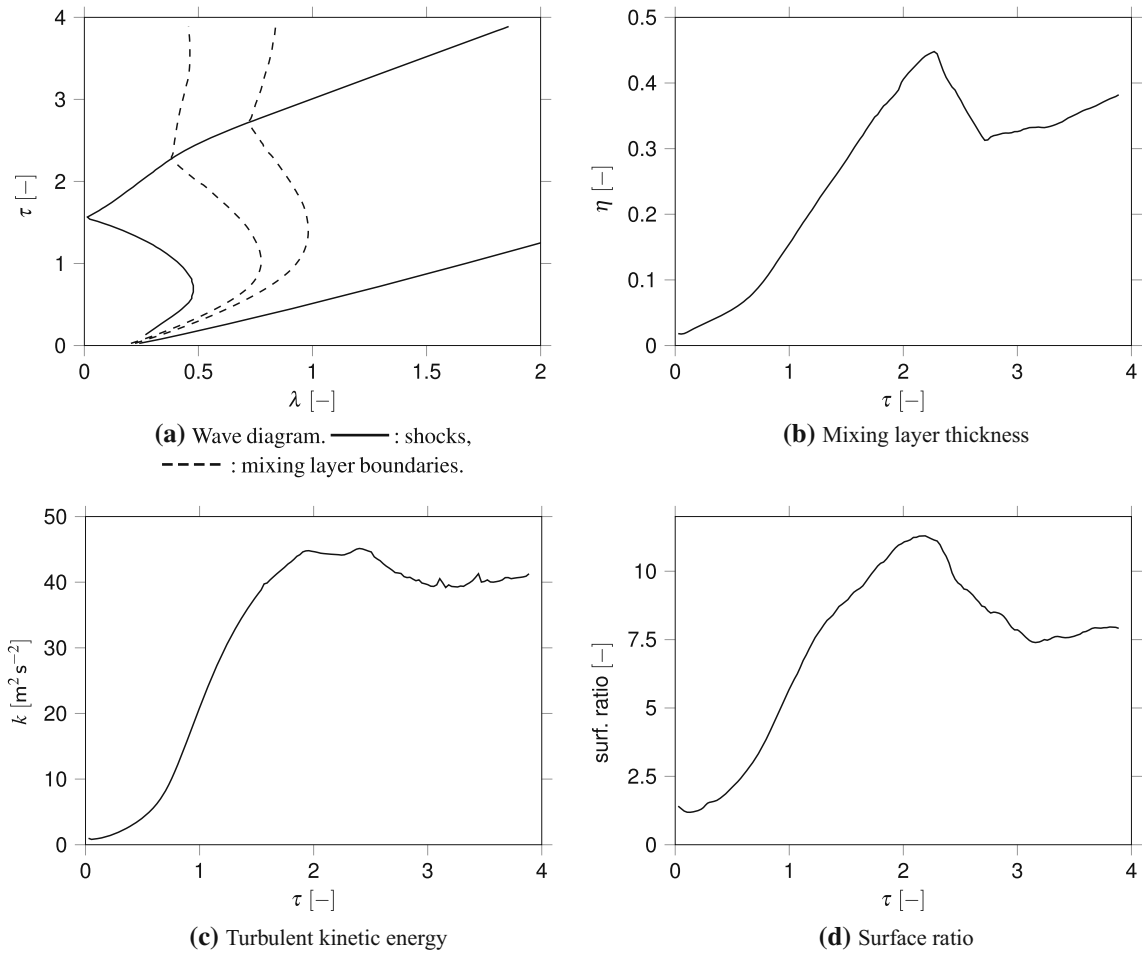 4
3
2
1
0
τ [−]
0 0.5 1 1.5 2
λ [−]
(a) Wave diagram. : shocks,
: mixing layer boundaries.
0.5
0.4
0.3
0.2
0.1
0
η [−]
0 1 2 3 4
τ [−]
(b) Mixing layer thickness
50
40
30
20
10
0
k [m² s⁻²]
0 1 2 3 4
τ [−]
(c) Turbulent kinetic energy
10
7.5
5
2.5
0
surf. ratio [−]
0 1 2 3 4
τ [−]
(d) Surface ratio